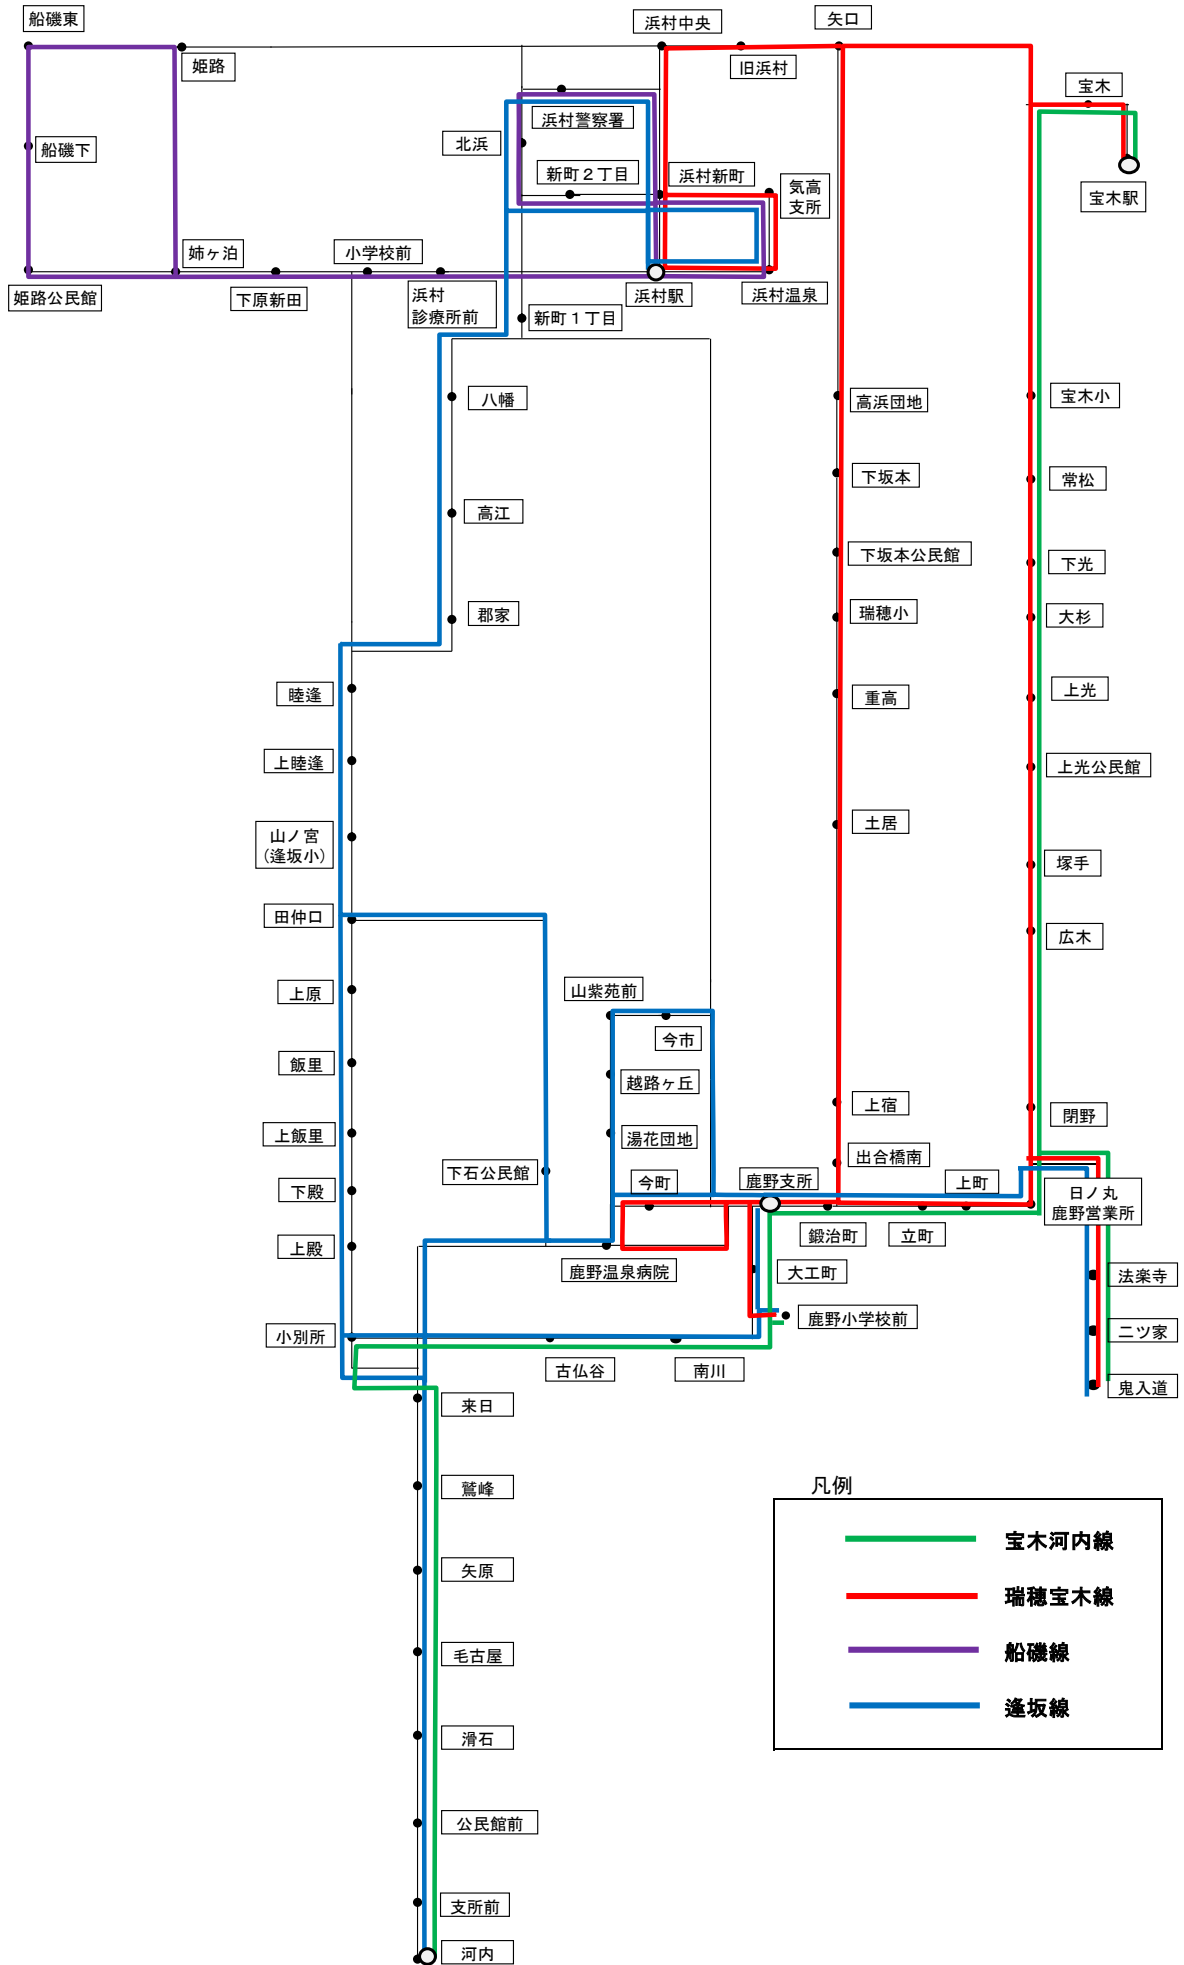 船磯東
浜村中央
矢口
姫路
旧浜村
宝木
船磯下
浜村警察署
北浜
新町２丁目
浜村新町
気高
支所
宝木駅
姉ヶ泊
小学校前
姫路公民館
下原新田
浜村
診療所前
浜村駅
浜村温泉
新町１丁目
八幡
高浜団地
宝木小
下坂本
常松
高江
下坂本公民館
下光
郡家
瑞穂小
大杉
睦逢
重高
上光
上睦逢
上光公民館
山ノ宮
(逢坂小)
土居
塚手
田仲口
広木
上原
山紫苑前
今市
飯里
越路ヶ丘
上宿
閉野
上飯里
湯花団地
出合橋南
下石公民館
今町
鹿野支所
上町
下殿
日ノ丸
鹿野営業所
鍛治町
立町
上殿
鹿野温泉病院
大工町
法楽寺
小別所
鹿野小学校前
二ツ家
古仏谷
南川
鬼入道
来日
鷲峰
凡例
宝木河内線
矢原
瑞穂宝木線
毛古屋
船磯線
逢坂線
滑石
公民館前
支所前
河内